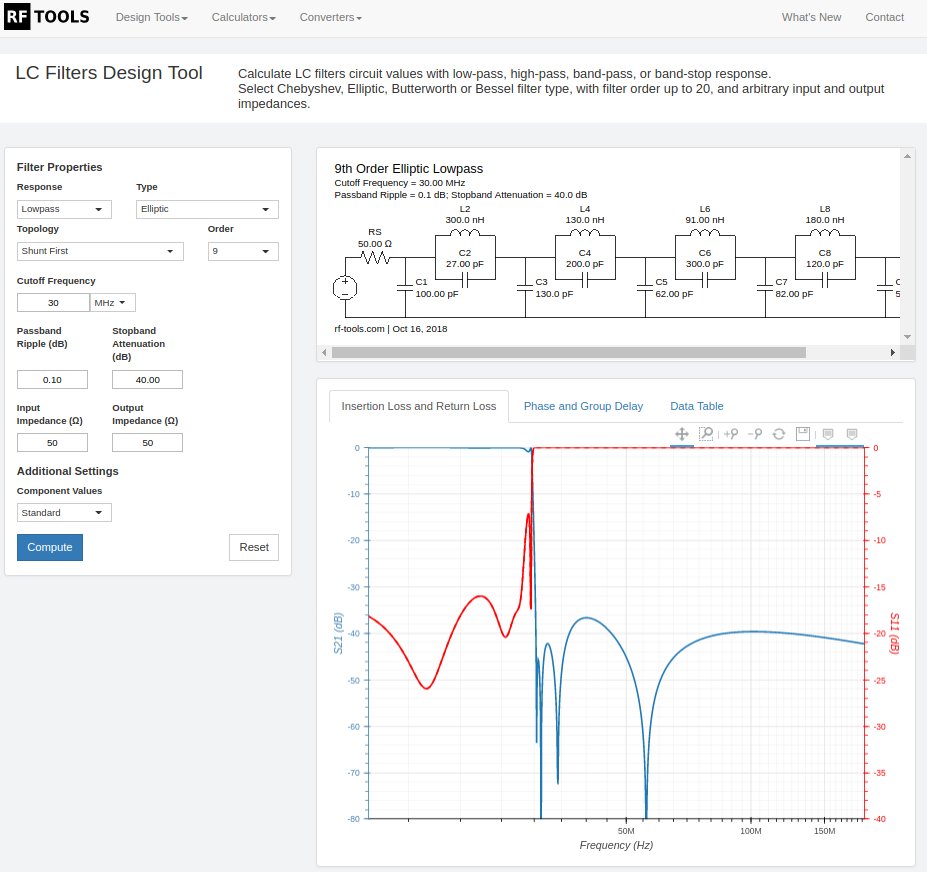 RF TOOLS Design Tools Calculators Converters What's New Contact
LC Filters Design Tool
Calculate LC filters circuit values with low-pass, high-pass, band-pass, or band-stop response.
Select Chebyshev, Elliptic, Butterworth or Bessel filter type, with filter order up to 20, and arbitrary input and output
impedances.
Filter Properties
Response Type
Lowpass Elliptic
Topology Order
Shunt First 9
Cutoff Frequency
30 MHz
Passband Stopband
Ripple (dB) Attenuation
(dB)
0.10 40.00
Input Output
Impedance (Ω) Impedance (Ω)
50 50
Additional Settings
Component Values
Standard
Compute Reset
9th Order Elliptic Lowpass
Cutoff Frequency = 30.00 MHz
Passband Ripple = 0.1 dB; Stopband Attenuation = 40.0 dB
L2 L4 L6 L8
300.0 nH 130.0 nH 91.00 nH 180.0 nH
RS
50.00 Ω
C2 C4 C6 C8
27.00 pF 200.0 pF 300.0 pF 120.0 pF
C1 C3 C5 C7 C
100.00 pF 130.0 pF 62.00 pF 82.00 pF 5
rf-tools.com | Oct 16, 2018
Insertion Loss and Return Loss Phase and Group Delay Data Table
0 0
-10 -5
-20 -10
-30 -15
-40 -20
-50 -25
-60 -30
-70 -35
-80 -40
S21 (dB)
S11 (dB)
50M 100M 150M
Frequency (Hz)